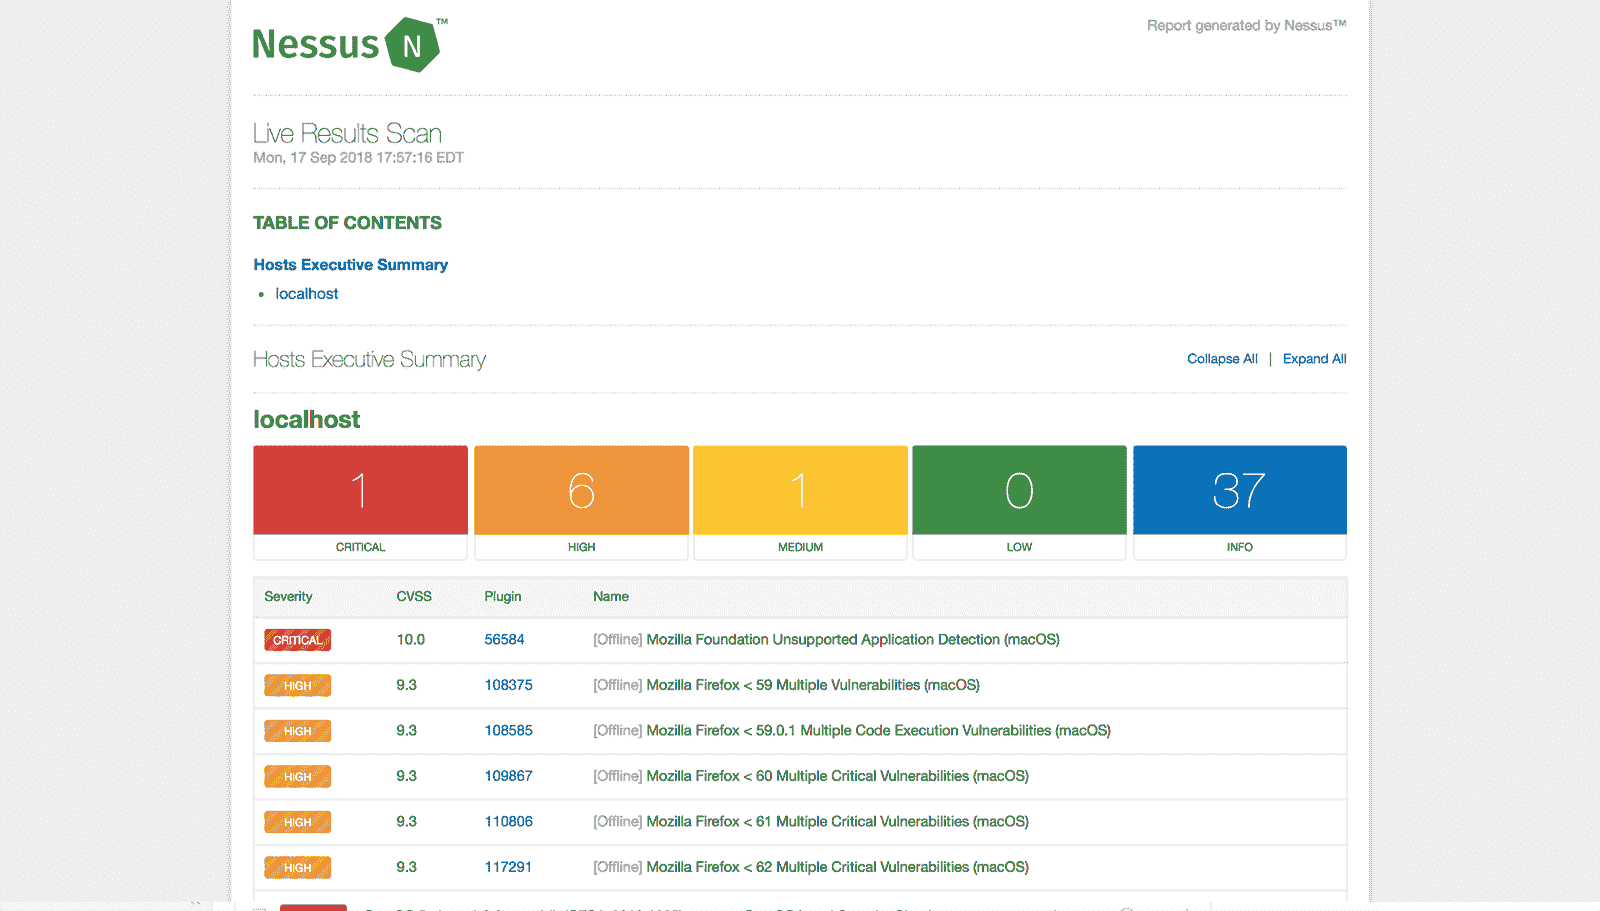 Nessus N ™
Report generated by Nessus™
Live Results Scan
Mon, 17 Sep 2018 17:57:16 EDT
TABLE OF CONTENTS
Hosts Executive Summary
• localhost
Hosts Executive Summary
Collapse All | Expand All
localhost
1 6 1 0 37
CRITICAL HIGH MEDIUM LOW INFO
Severity CVSS Plugin Name
CRITICAL 10.0 56584 [Offline] Mozilla Foundation Unsupported Application Detection (macOS)
HIGH 9.3 108375 [Offline] Mozilla Firefox < 59 Multiple Vulnerabilities (macOS)
HIGH 9.3 108585 [Offline] Mozilla Firefox < 59.0.1 Multiple Code Execution Vulnerabilities (macOS)
HIGH 9.3 109867 [Offline] Mozilla Firefox < 60 Multiple Critical Vulnerabilities (macOS)
HIGH 9.3 110806 [Offline] Mozilla Firefox < 61 Multiple Critical Vulnerabilities (macOS)
HIGH 9.3 117291 [Offline] Mozilla Firefox < 62 Multiple Critical Vulnerabilities (macOS)